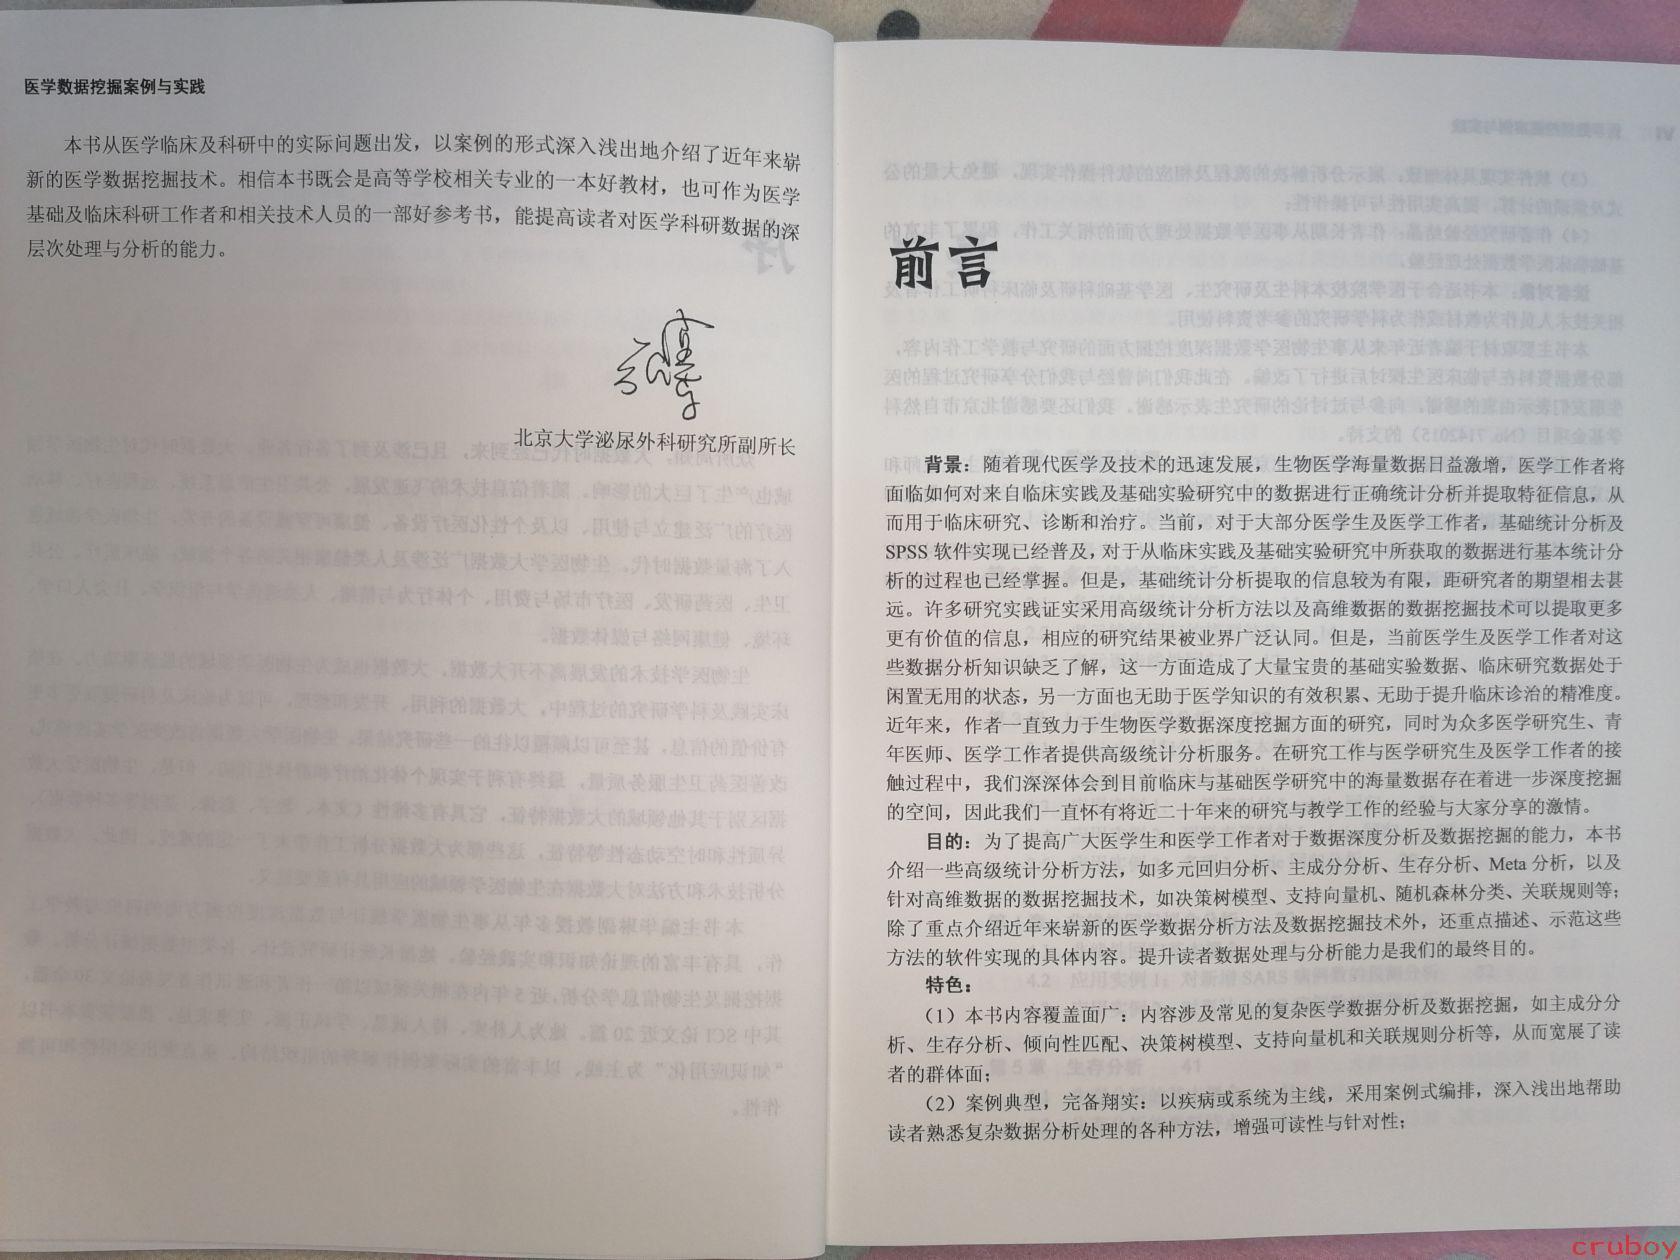 医学数据挖掘案例与实践
本书从医学临床及科研中的实际问题出发，以案例的形式深入浅出地介绍了近年来崭
新的医学数据挖掘技术。相信本书既会是高等学校相关专业的一本好教材，也可作为医学
基础及临床科研工作者和相关技术人员的一部好参考书，能提高读者对医学科研数据的深
层次处理与分析的能力。
北京大学泌尿外科研究所副所长
前言
背景：随着现代医学及技术的迅速发展，生物医学海量数据日益激增，医学工作者将
面临如何对来自临床实践及基础实验研究中的数据进行正确统计分析并提取特征信息，从
而用于临床研究、诊断和治疗。当前，对于大部分医学生及医学工作者，基础统计分析及
SPSS 软件实现已经普及，对于从临床实践及基础实验研究中所获取的数据进行基本统计分
析的过程也已经掌握。但是，基础统计分析提取的信息较为有限，距研究者的期望相去甚
远。许多研究实践证实采用高级统计分析方法以及高维数据的数据挖掘技术可以提取更多
更有价值的信息，相应的研究结果被业界广泛认同。但是，当前医学生及医学工作者对这
些数据分析知识缺乏了解，这一方面造成了大量宝贵的基础实验数据、临床研究数据处于
闲置无用的状态，另一方面也无助于医学知识的有效积累、无助于提升临床诊治的精准度。
近年来，作者一直致力于生物医学数据深度挖掘方面的研究，同时为众多医学研究生、青
年医师、医学工作者提供高级统计分析服务。在研究工作与医学研究生及医学工作者的接
触过程中，我们深深体会到目前临床与基础医学研究中的海量数据存在着进一步深度挖掘
的空间，因此我们一直怀有将近二十年来的研究与教学工作的经验与大家分享的激情。
目的：为了提高广大医学生和医学工作者对于数据深度分析及数据挖掘的能力，本书
介绍一些高级统计分析方法，如多元回归分析、主成分分析、生存分析、Meta 分析，以及
针对高维数据的数据挖掘技术，如决策树模型、支持向量机、随机森林分类、关联规则等；
除了重点介绍近年来崭新的医学数据分析方法及数据挖掘技术外，还重点描述、示范这些
方法的软件实现的具体内容。提升读者数据处理与分析能力是我们的最终目的。
特色：
（1）本书内容覆盖面广：内容涉及常见的复杂医学数据分析及数据挖掘，如主成分分
析、生存分析、倾向性匹配、决策树模型、支持向量机和关联规则分析等，从而宽展了读
者的群体面；
（2）案例典型，完备翔实：以疾病或系统为主线，采用案例式编排，深入浅出地帮助
读者熟悉复杂数据分析处理的各种方法，增强可读性与针对性；
cruboy